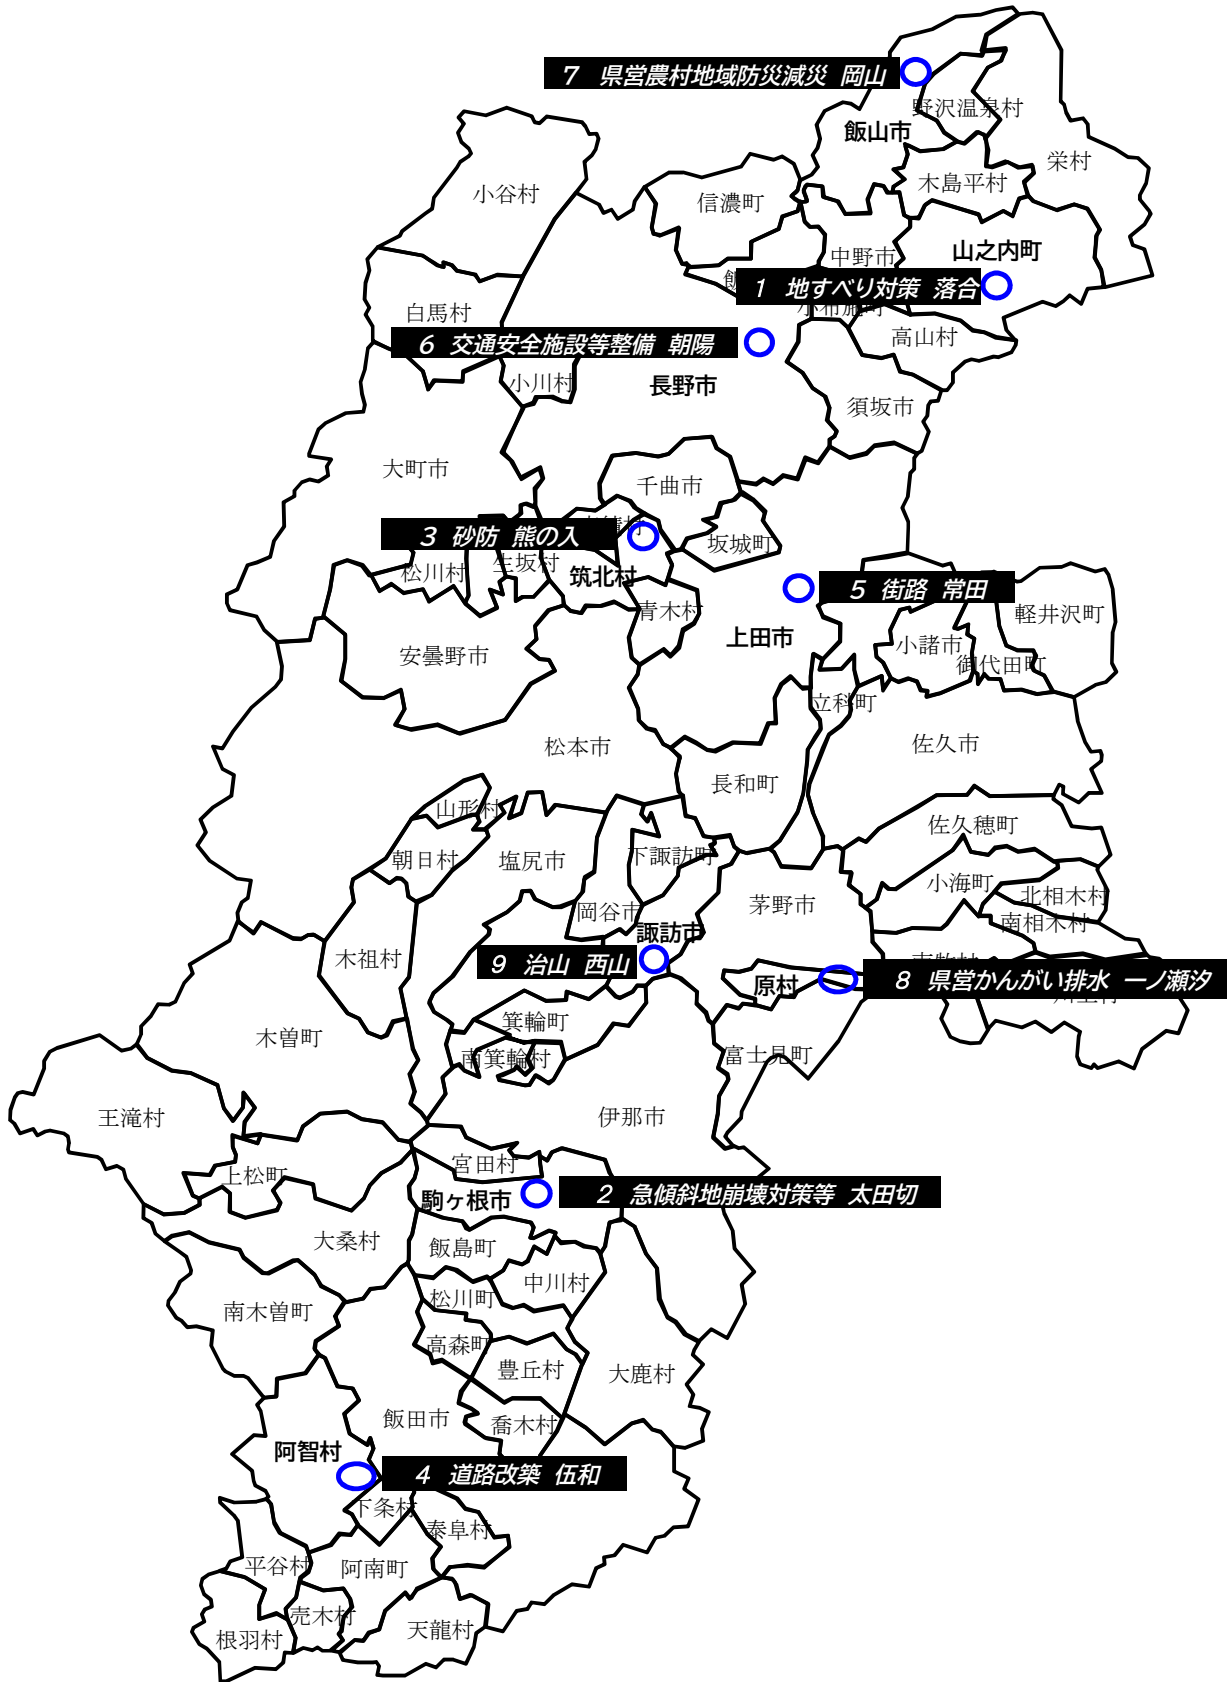 7 県営農村地域防災減災 岡山
野沢温泉村
飯山市
栄村
木島平村
小谷村
信濃町
山之内町
中野市
飯
1 地すべり対策 落合
小布施町
白馬村
高山村
6 交通安全施設等整備 朝陽
小川村
長野市
須坂市
大町市
千曲市
3 砂防 熊の入
坂城町
生坂村
松川村
筑北村
5 街路 常田
青木村
軽井沢町
上田市
小諸市
安曇野市
御代田町
立科町
松本市
佐久市
長和町
山形村
佐久穂町
朝日村
塩尻市
下諏訪町
小海町
北相木村
茅野市
岡谷市
南相木村
諏訪市
木祖村
9 治山 西山
原村
8 県営かんがい排水 一ノ瀬汐
川上村
箕輪町
木曽町
南箕輪村
富士見町
王滝村
伊那市
宮田村
上松町
2 急傾斜地崩壊対策等 太田切
駒ヶ根市
大桑村
飯島町
中川村
松川町
南木曽町
高森町
豊丘村
大鹿村
飯田市
喬木村
阿智村
4 道路改築 伍和
下条村
泰阜村
平谷村
阿南町
売木村
天龍村
根羽村